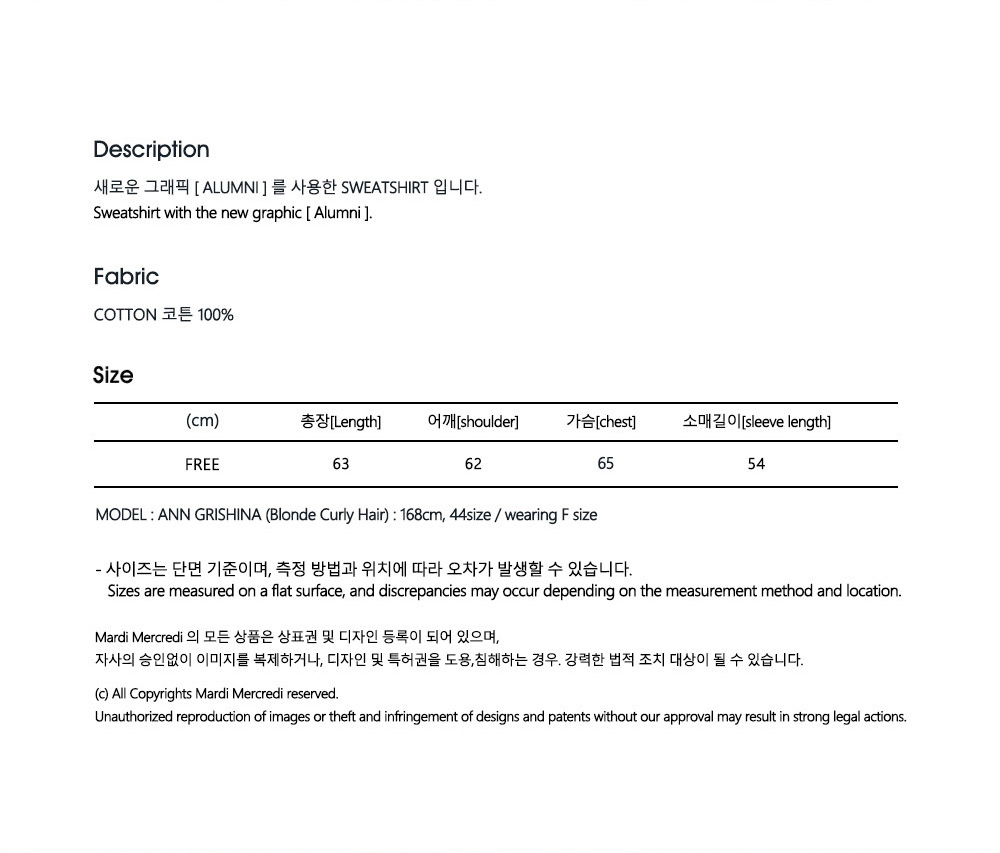 Description
새로운 그래픽 [ ALUMNI ] 를 사용한 SWEATSHIRT 입니다.
Sweatshirt with the new graphic [ Alumni ].
Fabric
COTTON 코튼 100%
Size
(cm) 총장[Length] 어깨[shoulder] 가슴[chest] 소매길이[sleeve length]
FREE 63 62 65 54
MODEL : ANN GRISHINA (Blonde Curly Hair) : 168cm, 44size / wearing F size
- 사이즈는 단면 기준이며, 측정 방법과 위치에 따라 오차가 발생할 수 있습니다.
Sizes are measured on a flat surface, and discrepancies may occur depending on the measurement method and location.
Mardi Mercredi 의 모든 상품은 상표권 및 디자인 등록이 되어 있으며,
자사의 승인없이 이미지를 복제하거나, 디자인 및 특허권을 도용,침해하는 경우. 강력한 법적 조치 대상이 될 수 있습니다.
(c) All Copyrights Mardi Mercredi reserved.
Unauthorized reproduction of images or theft and infringement of designs and patents without our approval may result in strong legal actions.